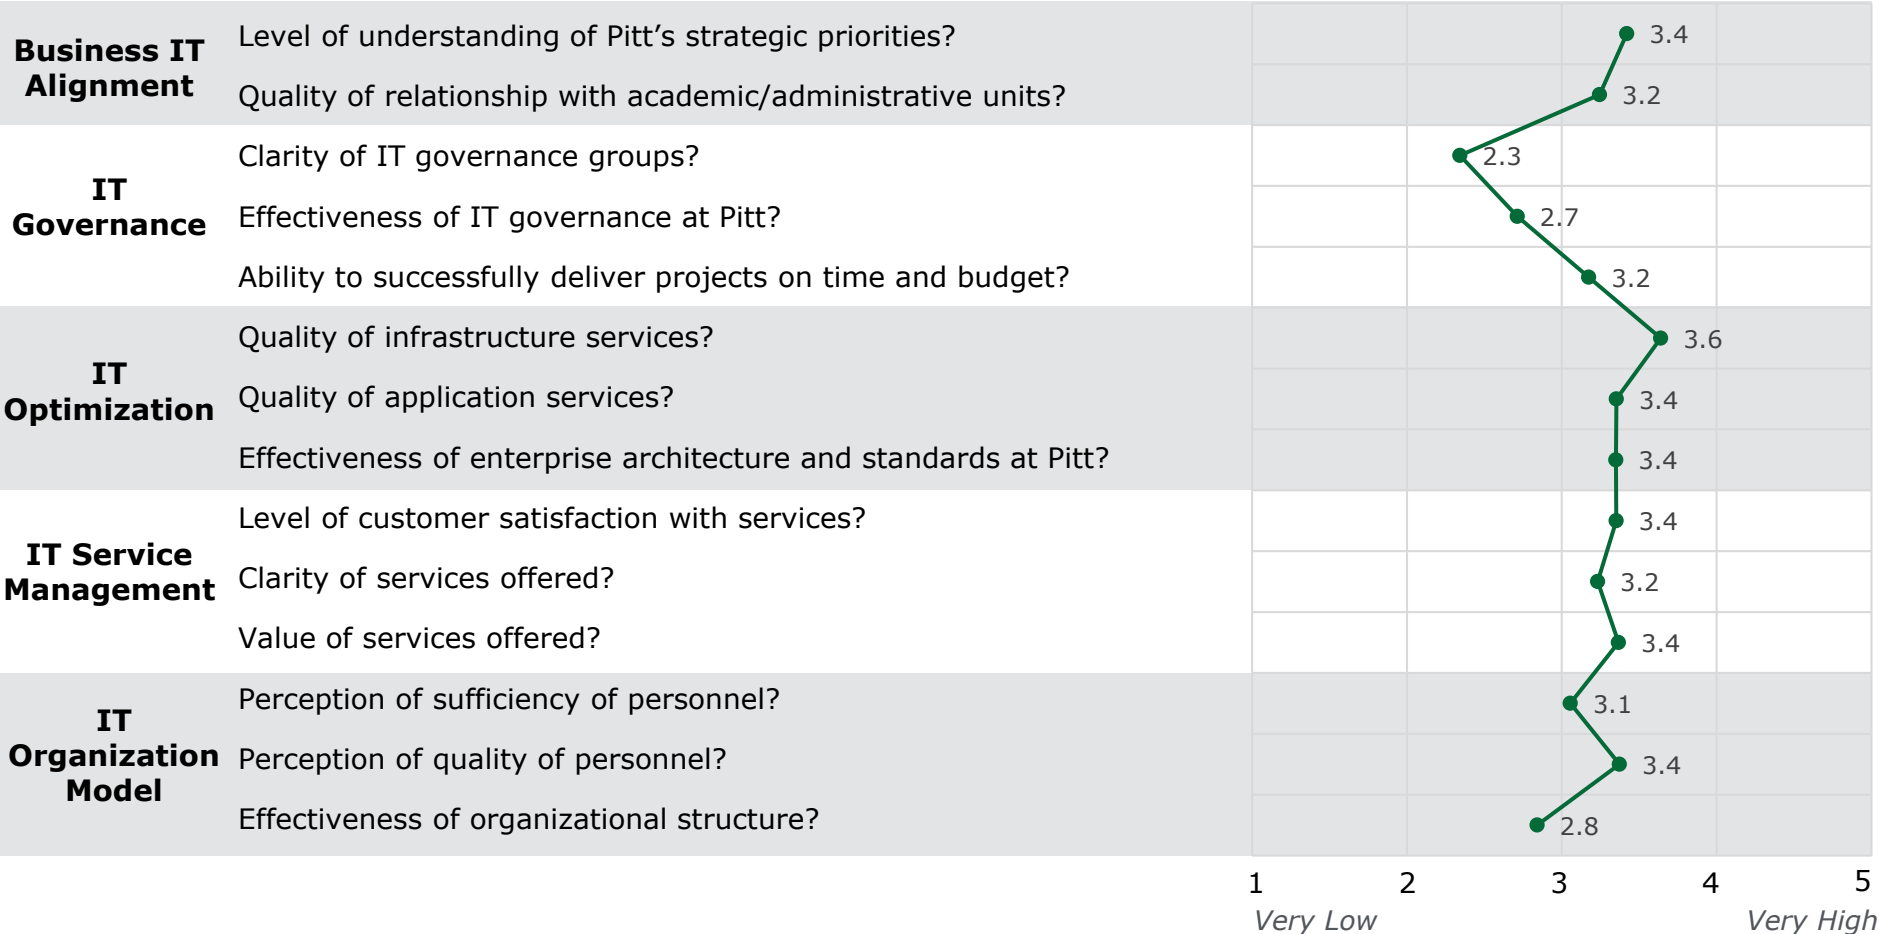 Business IT
Alignment
Level of understanding of Pitt’s strategic priorities?
3.4
Quality of relationship with academic/administrative units?
3.2
IT
Governance
Clarity of IT governance groups?
2.3
Effectiveness of IT governance at Pitt?
2.7
Ability to successfully deliver projects on time and budget?
3.2
IT
Optimization
Quality of infrastructure services?
3.6
Quality of application services?
3.4
Effectiveness of enterprise architecture and standards at Pitt?
3.4
IT Service
Management
Level of customer satisfaction with services?
3.4
Clarity of services offered?
3.2
Value of services offered?
3.4
IT
Organization
Model
Perception of sufficiency of personnel?
3.1
Perception of quality of personnel?
3.4
Effectiveness of organizational structure?
2.8
1 2 3 4 5
Very Low Very High